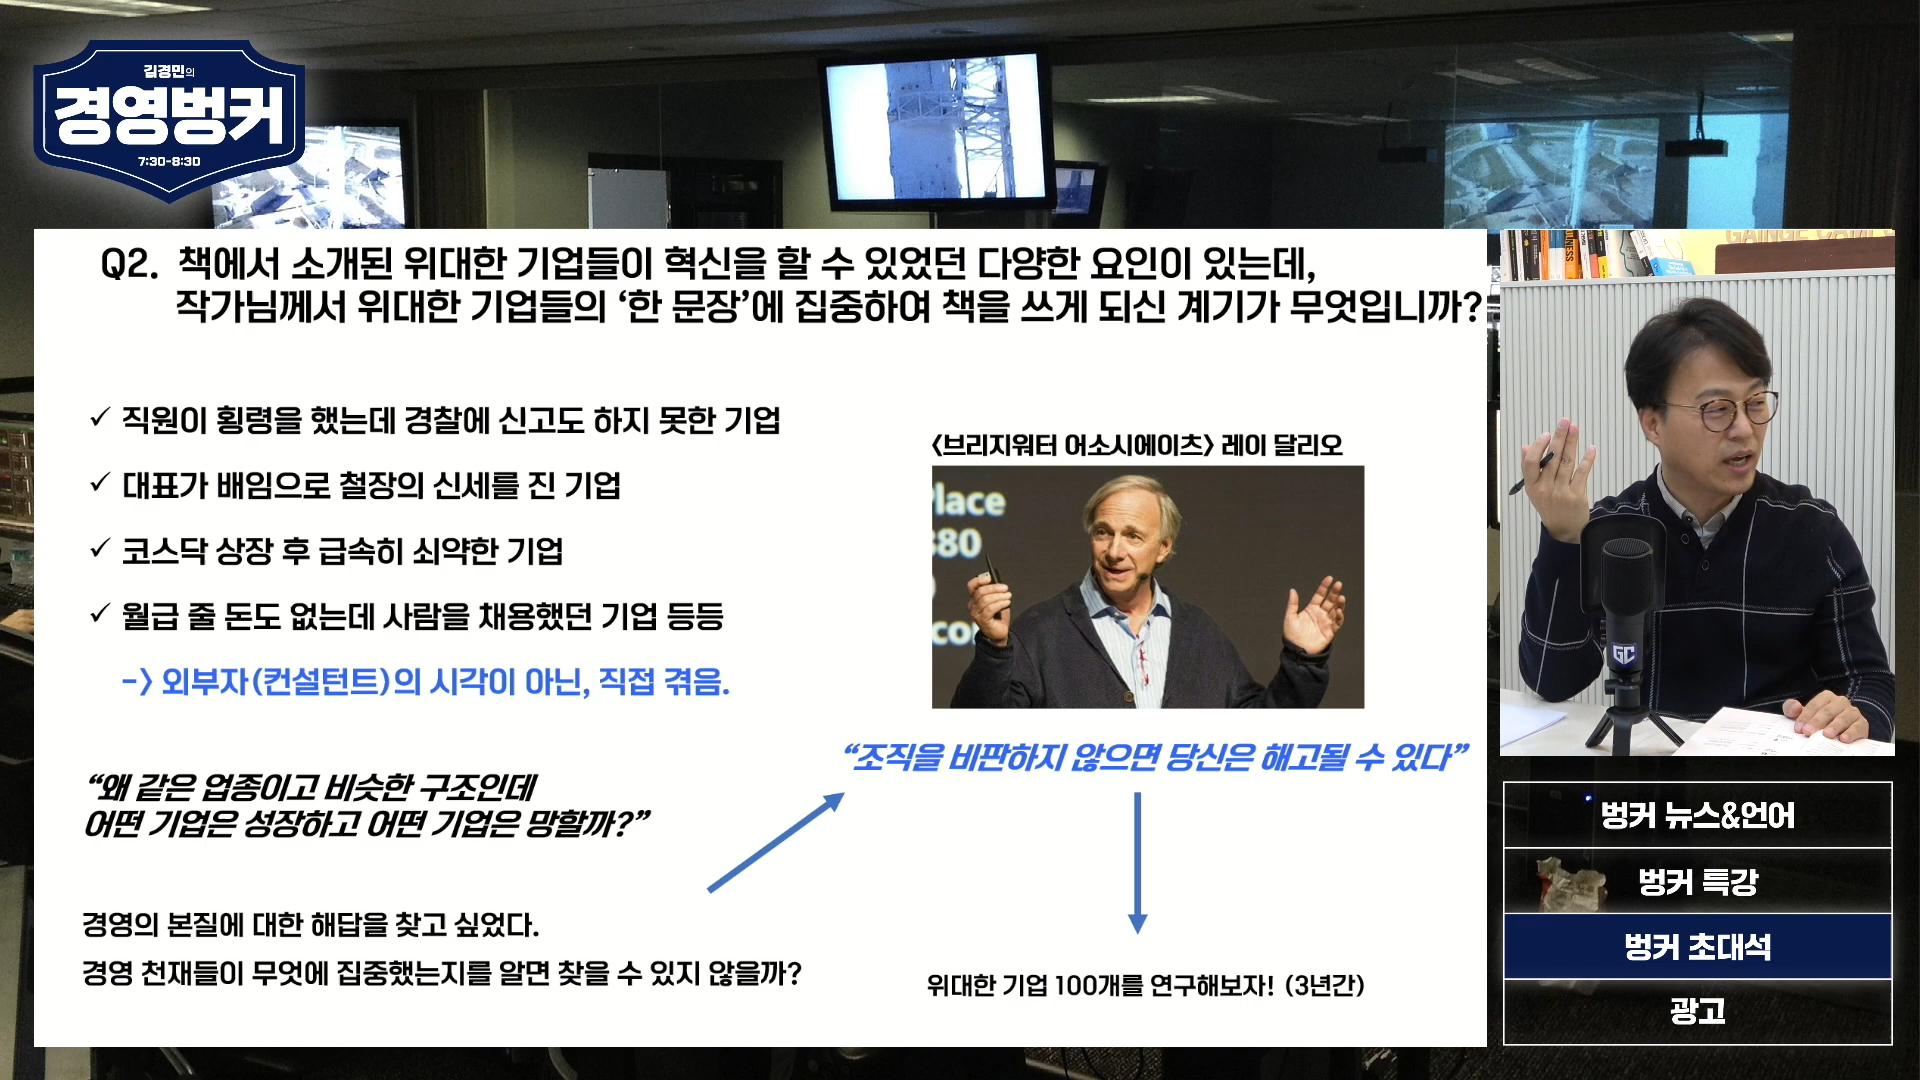 김경민의
경영벙커
7:30-8:30
Q2. 책에서 소개된 위대한 기업들이 혁신을 할 수 있었던 다양한 요인이 있는데,
작가님께서 위대한 기업들의 ‘한 문장’에 집중하여 책을 쓰게 되신 계기가 무엇입니까?
✓ 직원이 횡령을 했는데 경찰에 신고도 하지 못한 기업
✓ 대표가 배임으로 철장의 신세를 진 기업
✓ 코스닥 상장 후 급속히 쇠약한 기업
✓ 월급 줄 돈도 없는데 사람을 채용했던 기업 등등
-> 외부자(컨설턴트)의 시각이 아닌, 직접 겪음.
“왜 같은 업종이고 비슷한 구조인데
어떤 기업은 성장하고 어떤 기업은 망할까?”
경영의 본질에 대한 해답을 찾고 싶었다.
경영 천재들이 무엇에 집중했는지를 알면 찾을 수 있지 않을까?
<브리지워터 어소시에이츠> 레이 달리오
lace
380
co
“조직을 비판하지 않으면 당신은 해고될 수 있다”
위대한 기업 100개를 연구해보자! (3년간)
GC
벙커 뉴스&언어
벙커 특강
벙커 초대석
광고